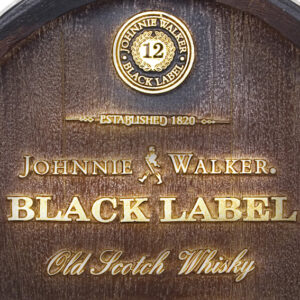 JOHNNIE WALKER
12
BLACK LABEL
ESTABLISHED 1820
JOHNNIE WALKER.
BLACK LABEL
Old Scotch Whisky